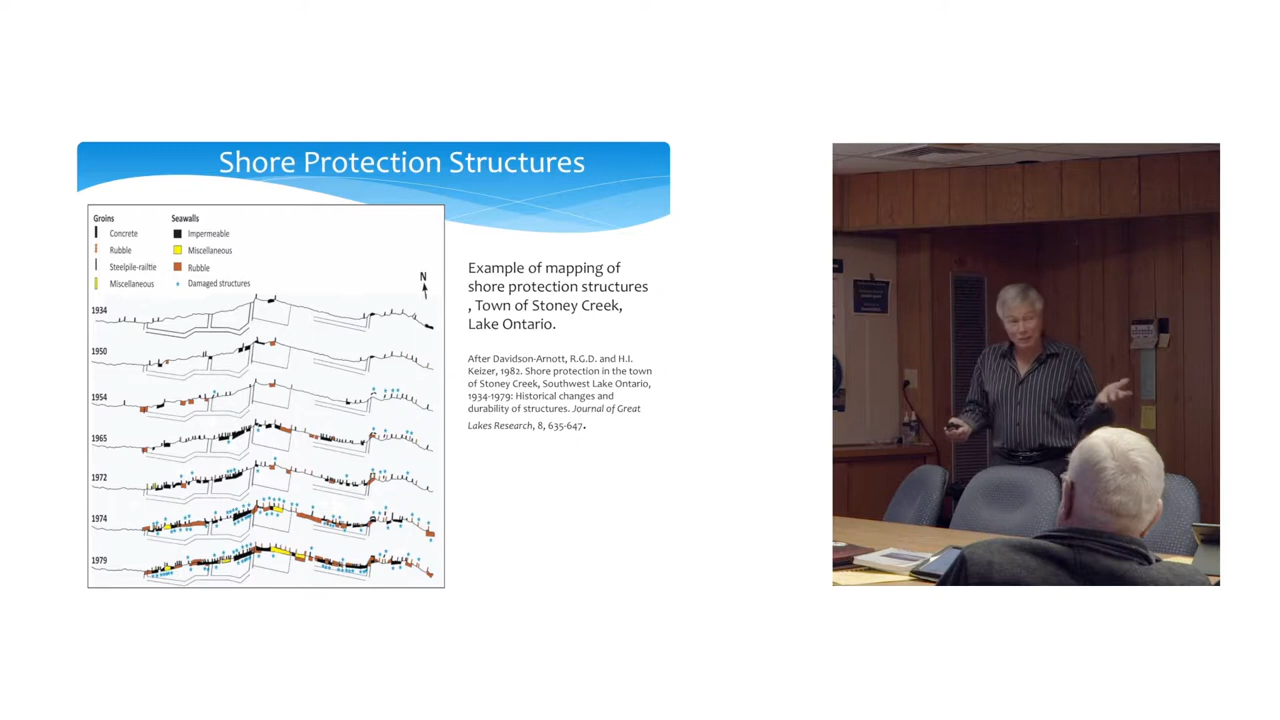 Shore Protection Structures
Groins
Concrete
Rubble
Steelpile-railtie
Miscellaneous
Seawalls
Impermeable
Miscellaneous
Rubble
Damaged structures
N
1934
1950
1954
1965
1972
1974
1979
Example of mapping of
shore protection structures
, Town of Stoney Creek,
Lake Ontario.
After Davidson-Arnott, R.G.D. and H.I.
Keizer, 1982. Shore protection in the town
of Stoney Creek, Southwest Lake Ontario,
1934-1979: Historical changes and
durability of structures. Journal of Great
Lakes Research, 8, 635-647.